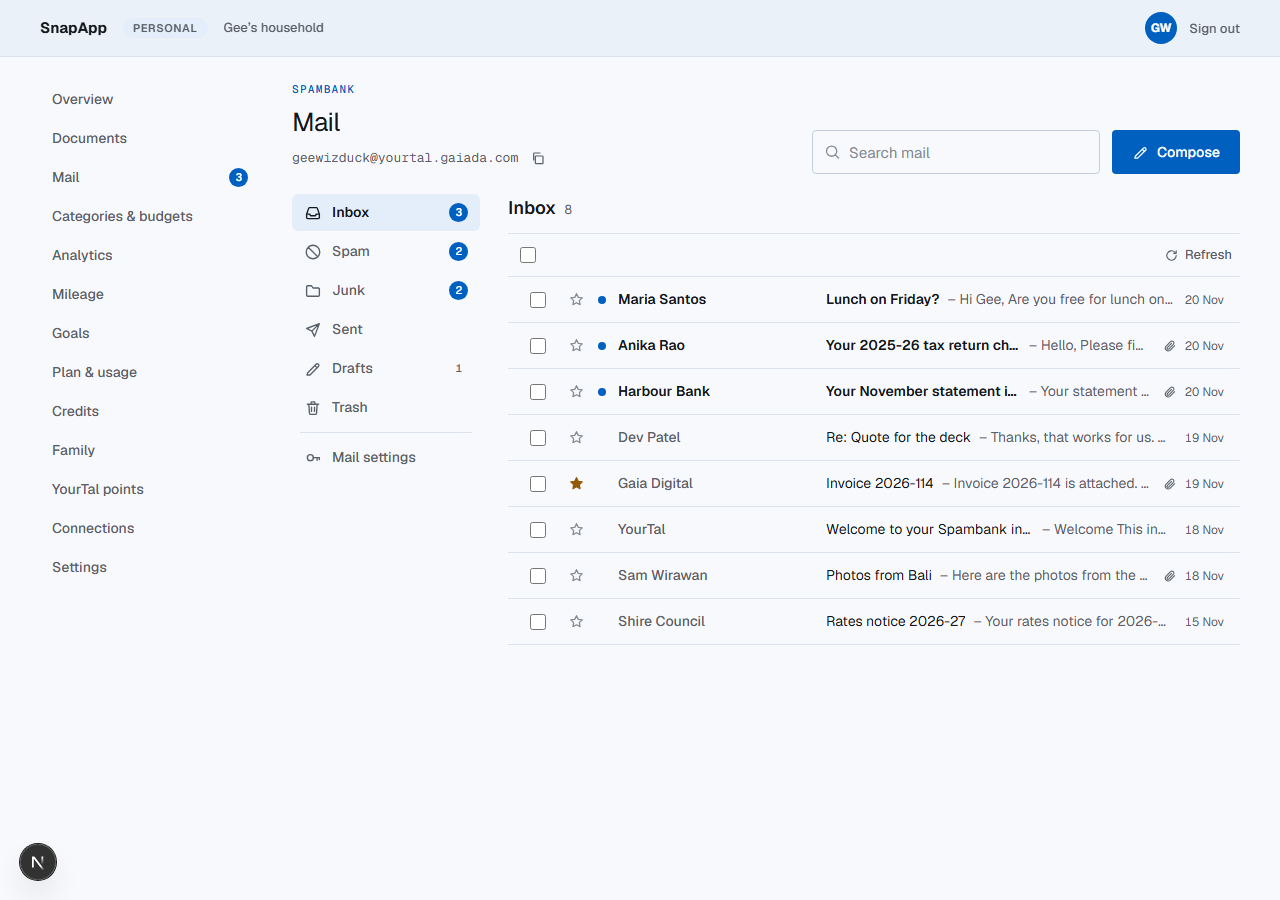 SnapApp PERSONAL Gee's household GW Sign out
Overview
Documents
Mail 3
Categories & budgets
Analytics
Mileage
Goals
Plan & usage
Credits
Family
YourTal points
Connections
Settings
SPAMBANK
Mail
geewizduck@yourtal.gaiada.com
Search mail
Compose
Inbox 3
Spam 2
Junk 2
Sent
Drafts 1
Trash
Mail settings
Inbox 8
Refresh
Maria Santos Lunch on Friday? – Hi Gee, Are you free for lunch on… 20 Nov
Anika Rao Your 2025-26 tax return ch… – Hello, Please fi… 20 Nov
Harbour Bank Your November statement i… – Your statement … 20 Nov
Dev Patel Re: Quote for the deck – Thanks, that works for us. … 19 Nov
Gaia Digital Invoice 2026-114 – Invoice 2026-114 is attached. … 19 Nov
YourTal Welcome to your Spambank in… – Welcome This in… 18 Nov
Sam Wirawan Photos from Bali – Here are the photos from the … 18 Nov
Shire Council Rates notice 2026-27 – Your rates notice for 2026-… 15 Nov
N